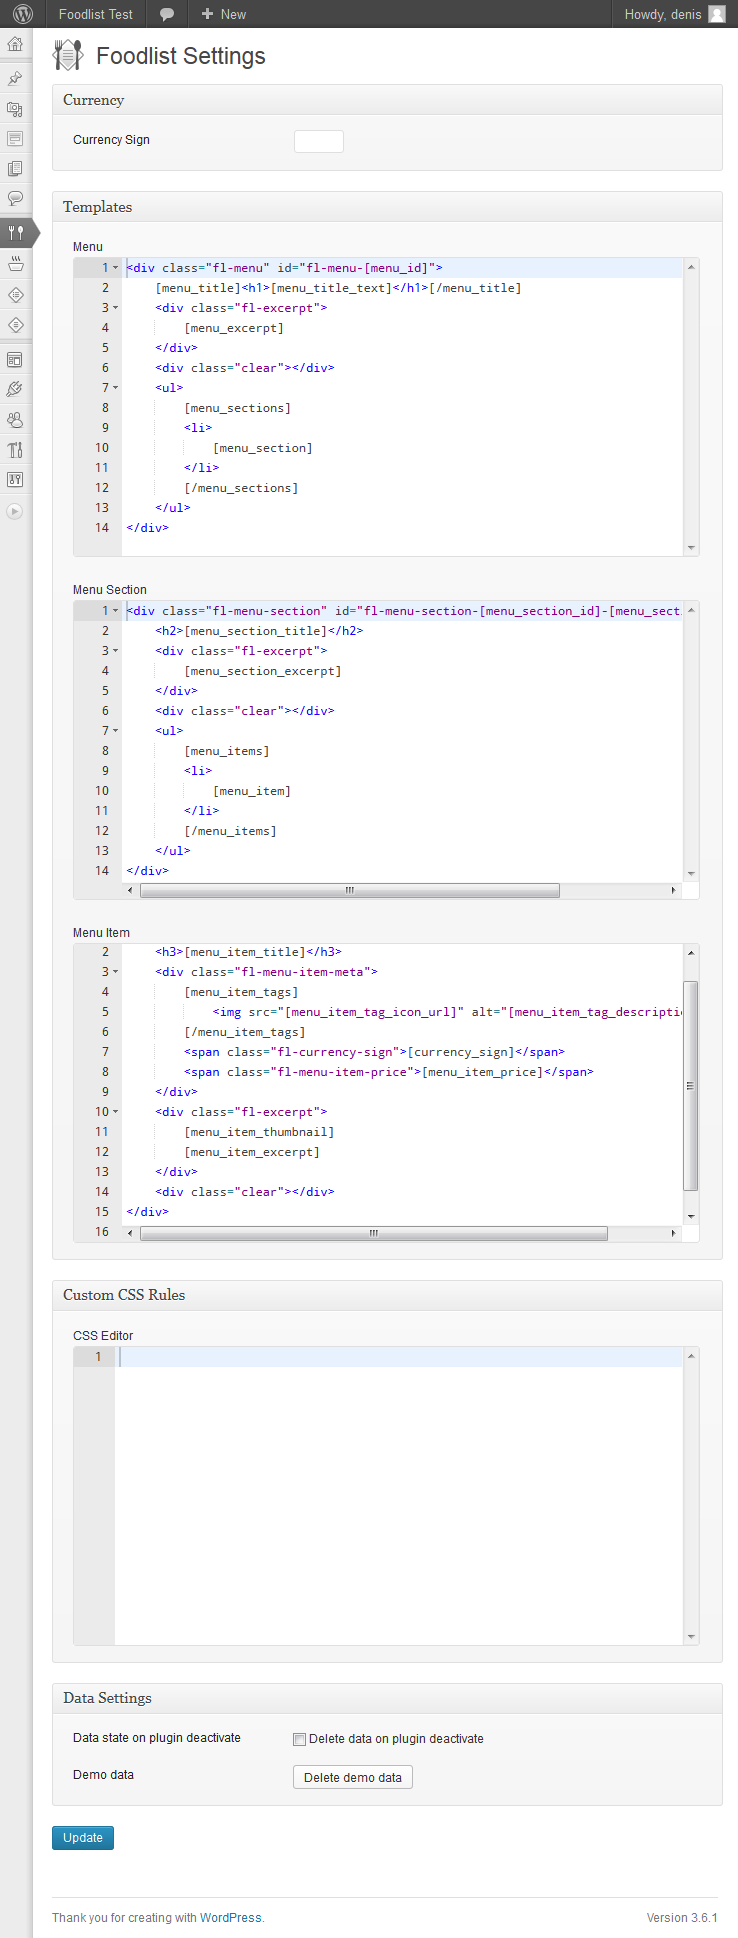 Foodlist Test New Howdy, denis
Foodlist Settings
Currency
Currency Sign
Templates
Menu
1 <div class="fl-menu" id="fl-menu-[menu_id]">
2 [menu_title]<h1>[menu_title_text]</h1>[/menu_title]
3 <div class="fl-excerpt">
4 [menu_excerpt]
5 </div>
6 <div class="clear"></div>
7 <ul>
8 [menu_sections]
9 <li>
10 [menu_section]
11 </li>
12 [/menu_sections]
13 </ul>
14 </div>
Menu Section
1 <div class="fl-menu-section" id="fl-menu-section-[menu_section_id]-[menu_sect
2 <h2>[menu_section_title]</h2>
3 <div class="fl-excerpt">
4 [menu_section_excerpt]
5 </div>
6 <div class="clear"></div>
7 <ul>
8 [menu_items]
9 <li>
10 [menu_item]
11 </li>
12 [/menu_items]
13 </ul>
14 </div>
Menu Item
2 <h3>[menu_item_title]</h3>
3 <div class="fl-menu-item-meta">
4 [menu_item_tags]
5 <img src="[menu_item_tag_icon_url]" alt="[menu_item_tag_descripti
6 [/menu_item_tags]
7 <span class="fl-currency-sign">[currency_sign]</span>
8 <span class="fl-menu-item-price">[menu_item_price]</span>
9 </div>
10 <div class="fl-excerpt">
11 [menu_item_thumbnail]
12 [menu_item_excerpt]
13 </div>
14 <div class="clear"></div>
15 </div>
16
Custom CSS Rules
CSS Editor
1
Data Settings
Data state on plugin deactivate Delete data on plugin deactivate
Demo data Delete demo data
Update
Thank you for creating with WordPress. Version 3.6.1